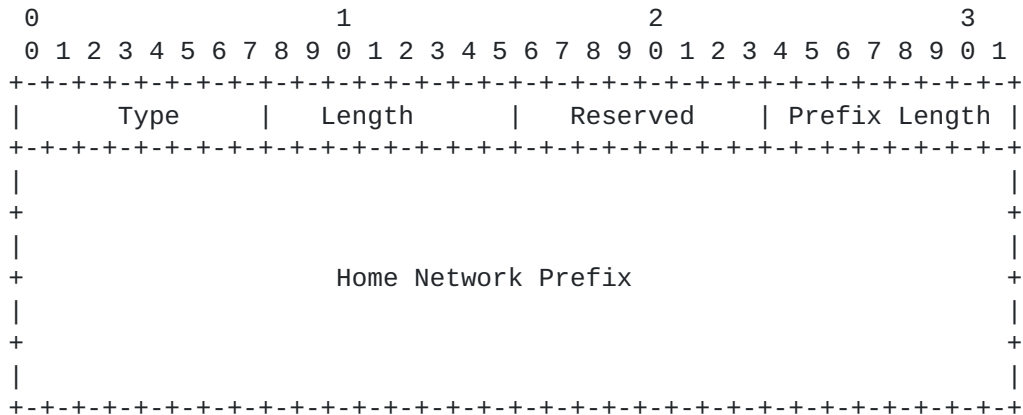 0                   1                   2                   3
 0 1 2 3 4 5 6 7 8 9 0 1 2 3 4 5 6 7 8 9 0 1 2 3 4 5 6 7 8 9 0 1
+-+-+-+-+-+-+-+-+-+-+-+-+-+-+-+-+-+-+-+-+-+-+-+-+-+-+-+-+-+-+-+-+
|      Type     |   Length      |   Reserved    | Prefix Length |
+-+-+-+-+-+-+-+-+-+-+-+-+-+-+-+-+-+-+-+-+-+-+-+-+-+-+-+-+-+-+-+-+
|                                                               |
+                                                               +
|                                                               |
+                    Home Network Prefix                        +
|                                                               |
+                                                               +
|                                                               |
+-+-+-+-+-+-+-+-+-+-+-+-+-+-+-+-+-+-+-+-+-+-+-+-+-+-+-+-+-+-+-+-+